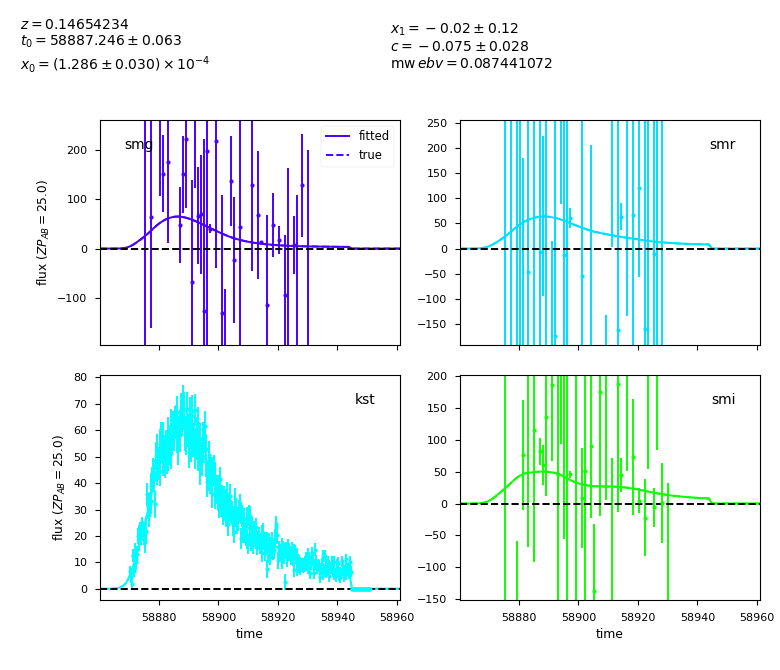 z = 0.14654234
t0 = 58887.246 ± 0.063
x0 = (1.286 ± 0.030) × 10^−4
x1 = −0.02 ± 0.12
c = −0.075 ± 0.028
mw ebv = 0.087441072
smg
fitted
true
200
100
0
−100
flux (ZP_AB = 25.0)
smr
250
200
150
100
50
0
−50
−100
−150
kst
80
70
60
50
40
30
20
10
0
flux (ZP_AB = 25.0)
58880 58900 58920 58940 58960
time
smi
200
150
100
50
0
−50
−100
−150
58880 58900 58920 58940 58960
time